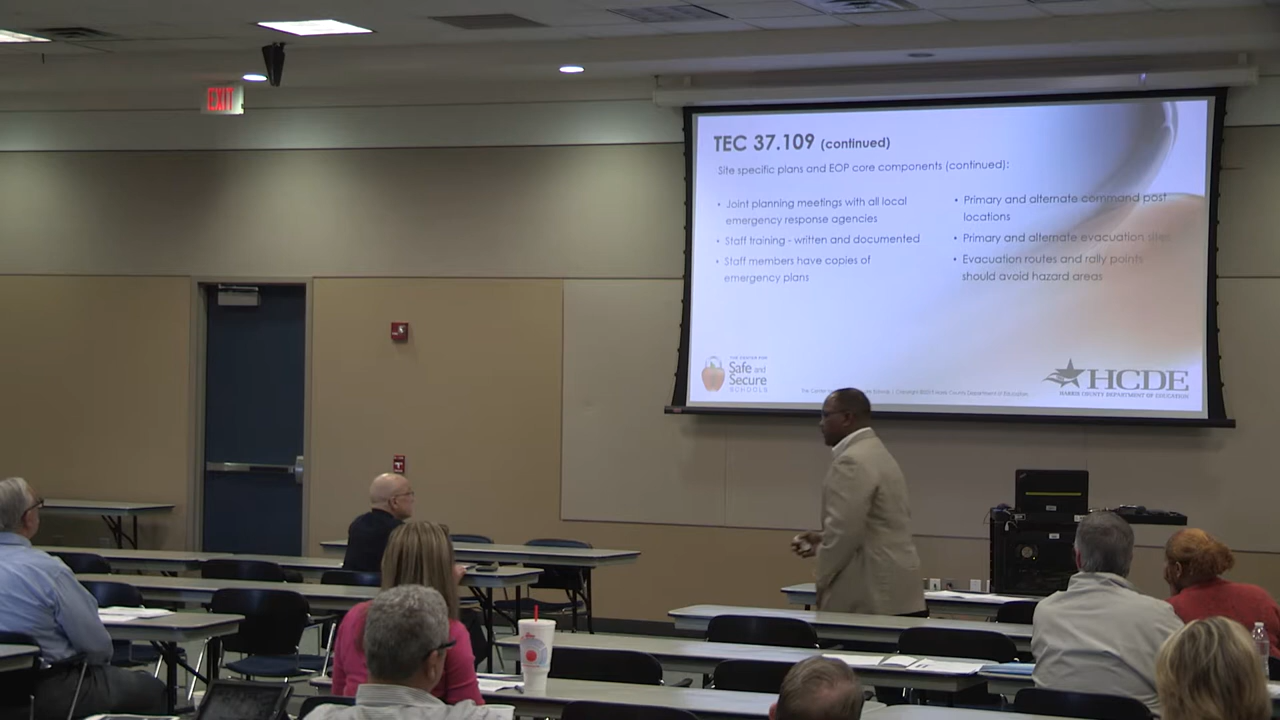 EXIT
TEC 37.109 (continued)
Site specific plans and EOP core components (continued):
• Joint planning meetings with all local
emergency response agencies
• Staff training - written and documented
• Staff members have copies of
emergency plans
• Primary and alternate command post
locations
• Primary and alternate evacuation sites
• Evacuation routes and rally points
should avoid hazard areas
THE CENTER FOR
Safe and
Secure
SCHOOLS
HCDE
HARRIS COUNTY DEPARTMENT OF EDUCATION